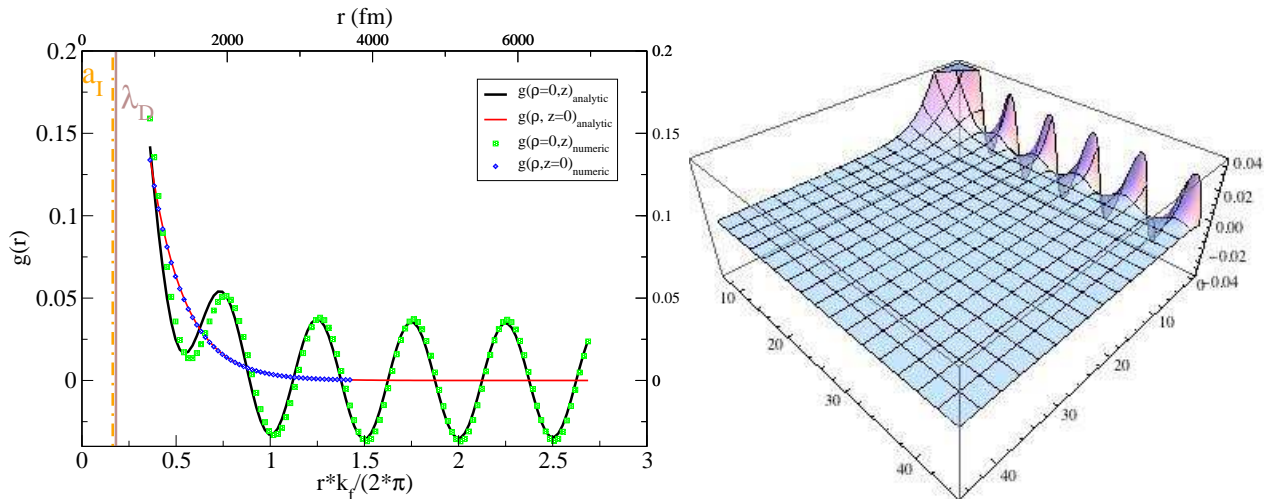 r (fm)
0 2000 4000 6000
0.2
0.15
0.1
0.05
0
g(r)
a_I
λ_D
g(ρ=0,z)_analytic
g(ρ, z=0)_analytic
g(ρ=0,z)_numeric
g(ρ,z=0)_numeric
0.2
0.15
0.1
0.05
0
0 0.5 1 1.5 2 2.5 3
r*k_f/(2*π)
0.04
0.02
0.00
−0.02
−0.04
0
10
20
30
40
10
20
30
40